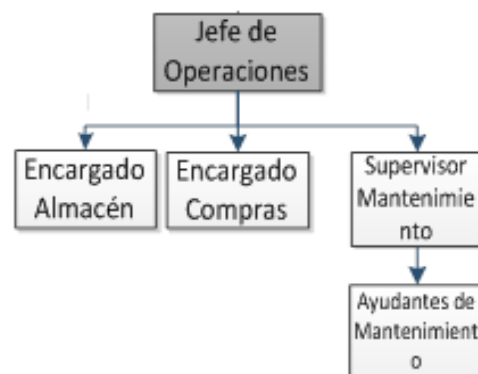 Jefe de
Operaciones
Encargado
Almacén
Encargado
Compras
Supervisor
Mantenimie
nto
Ayudantes de
Mantenimient
o